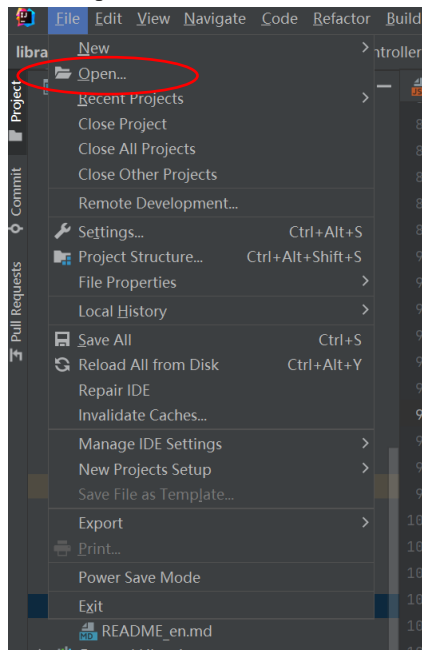 File Edit View Navigate Code Refactor Build
libra
ntroller
New
Open...
Recent Projects
Close Project
Close All Projects
Close Other Projects
Remote Development...
Settings... Ctrl+Alt+S
Project Structure... Ctrl+Alt+Shift+S
File Properties
Local History
Save All Ctrl+S
Reload All from Disk Ctrl+Alt+Y
Repair IDE
Invalidate Caches...
Manage IDE Settings
New Projects Setup
Save File as Template...
Export
Print...
Power Save Mode
Exit
README_en.md
Project
Commit
Pull Requests